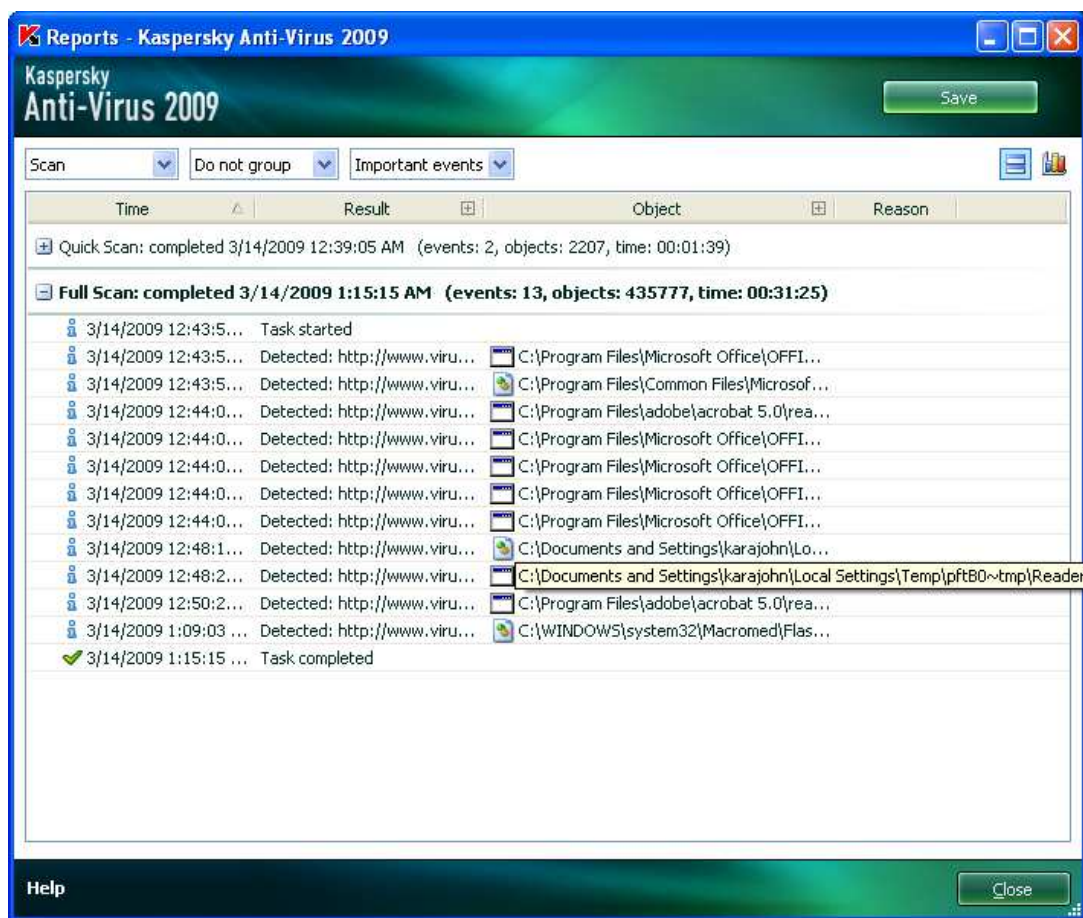 Reports - Kaspersky Anti-Virus 2009
Kaspersky
Anti-Virus 2009
Save
Scan Do not group Important events
Time Result Object Reason
Quick Scan: completed 3/14/2009 12:39:05 AM (events: 2, objects: 2207, time: 00:01:39)
Full Scan: completed 3/14/2009 1:15:15 AM (events: 13, objects: 435777, time: 00:31:25)
3/14/2009 12:43:5... Task started
3/14/2009 12:43:5... Detected: http://www.viru... C:\Program Files\Microsoft Office\OFFI...
3/14/2009 12:43:5... Detected: http://www.viru... C:\Program Files\Common Files\Microsof...
3/14/2009 12:44:0... Detected: http://www.viru... C:\Program Files\adobe\acrobat 5.0\rea...
3/14/2009 12:44:0... Detected: http://www.viru... C:\Program Files\Microsoft Office\OFFI...
3/14/2009 12:44:0... Detected: http://www.viru... C:\Program Files\Microsoft Office\OFFI...
3/14/2009 12:44:0... Detected: http://www.viru... C:\Program Files\Microsoft Office\OFFI...
3/14/2009 12:44:0... Detected: http://www.viru... C:\Program Files\Microsoft Office\OFFI...
3/14/2009 12:48:1... Detected: http://www.viru... C:\Documents and Settings\karajohn\Lo...
3/14/2009 12:48:2... Detected: http://www.viru... C:\Documents and Settings\karajohn\Local Settings\Temp\pftB0~tmp\Reader
3/14/2009 12:50:2... Detected: http://www.viru... C:\Program Files\adobe\acrobat 5.0\rea...
3/14/2009 1:09:03 ... Detected: http://www.viru... C:\WINDOWS\system32\Macromed\Flas...
3/14/2009 1:15:15 ... Task completed
Help Close